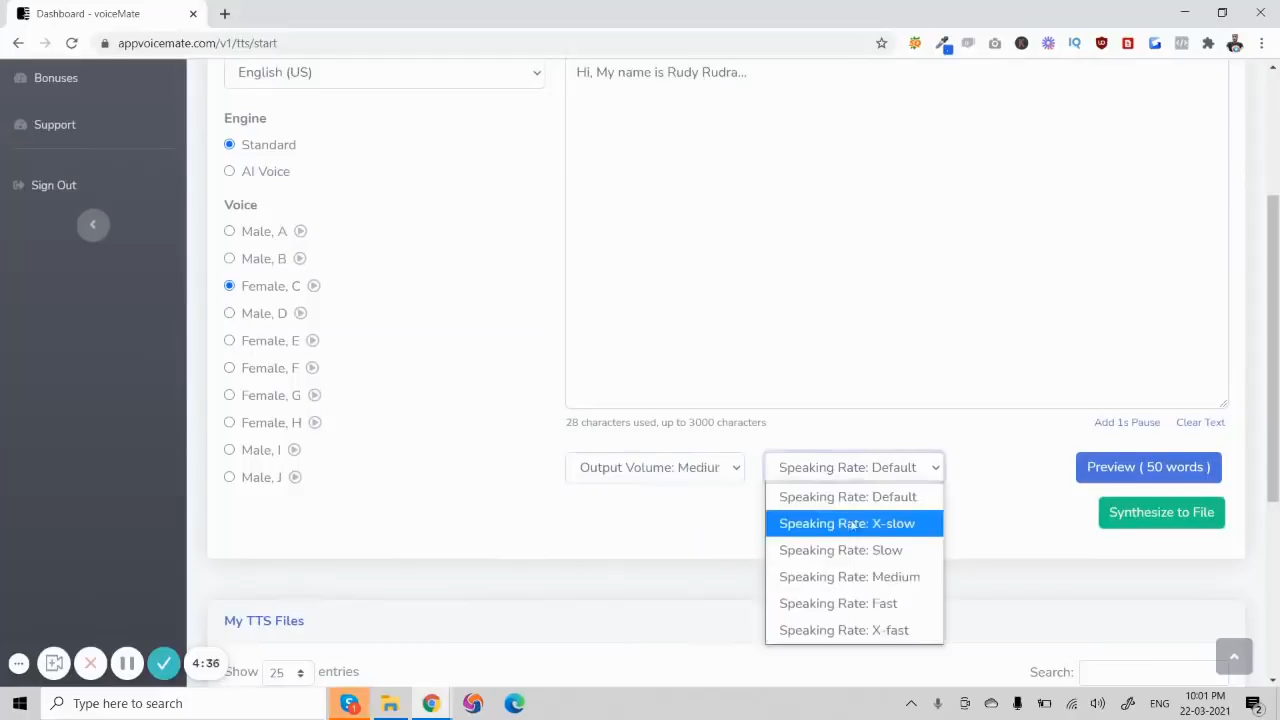 Dashboard - voiceMate
appvoicemate.com/v1/tts/start
IQ
Bonuses
Support
Sign Out
English (US)
Engine
Standard
AI Voice
Voice
Male, A
Male, B
Female, C
Male, D
Female, E
Female, F
Female, G
Female, H
Male, I
Male, J
Hi, My name is Rudy Rudra...
28 characters used, up to 3000 characters
Add 1s Pause
Clear Text
Output Volume: Mediur
Speaking Rate: Default
Preview ( 50 words )
Speaking Rate: Default
Speaking Rate: X-slow
Speaking Rate: Slow
Speaking Rate: Medium
Speaking Rate: Fast
Speaking Rate: X-fast
Synthesize to File
My TTS Files
Show 25 entries
Search:
4:36
Type here to search
10:01 PM
22-03-2021